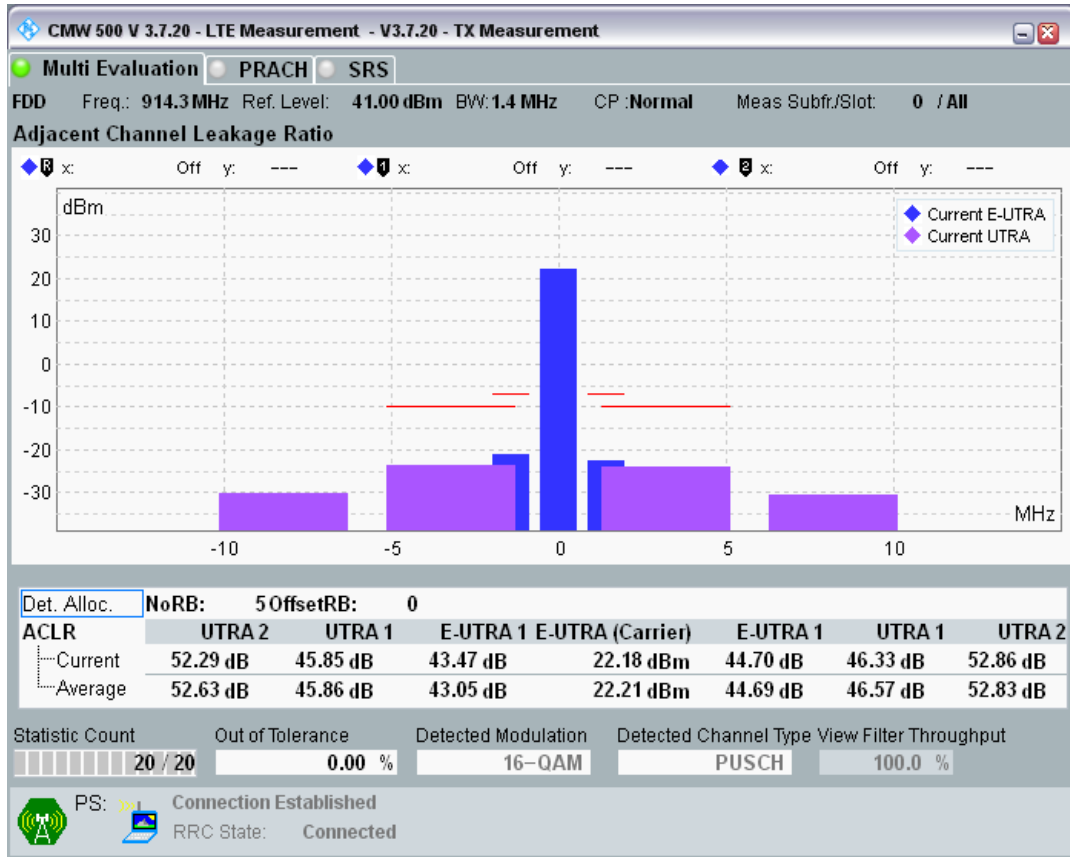 CMW 500 V 3.7.20 - LTE Measurement - V3.7.20 - TX Measurement
Multi Evaluation PRACH SRS
FDD Freq.: 914.3 MHz Ref. Level: 41.00 dBm BW: 1.4 MHz CP :Normal Meas Subfr./Slot: 0 / All
Adjacent Channel Leakage Ratio
R x: Off y: --- 1 x: Off y: --- 2 x: Off y: ---
dBm
Current E-UTRA
Current UTRA
30
20
10
0
-10
-20
-30
MHz
-10 -5 0 5 10
Det. Alloc. NoRB: 5 OffsetRB: 0
ACLR UTRA 2 UTRA 1 E-UTRA 1 E-UTRA (Carrier) E-UTRA 1 UTRA 1 UTRA 2
Current 52.29 dB 45.85 dB 43.47 dB 22.18 dBm 44.70 dB 46.33 dB 52.86 dB
Average 52.63 dB 45.86 dB 43.05 dB 22.21 dBm 44.69 dB 46.57 dB 52.83 dB
Statistic Count Out of Tolerance Detected Modulation Detected Channel Type View Filter Throughput
20 / 20 0.00 % 16-QAM PUSCH 100.0 %
PS: Connection Established
RRC State: Connected